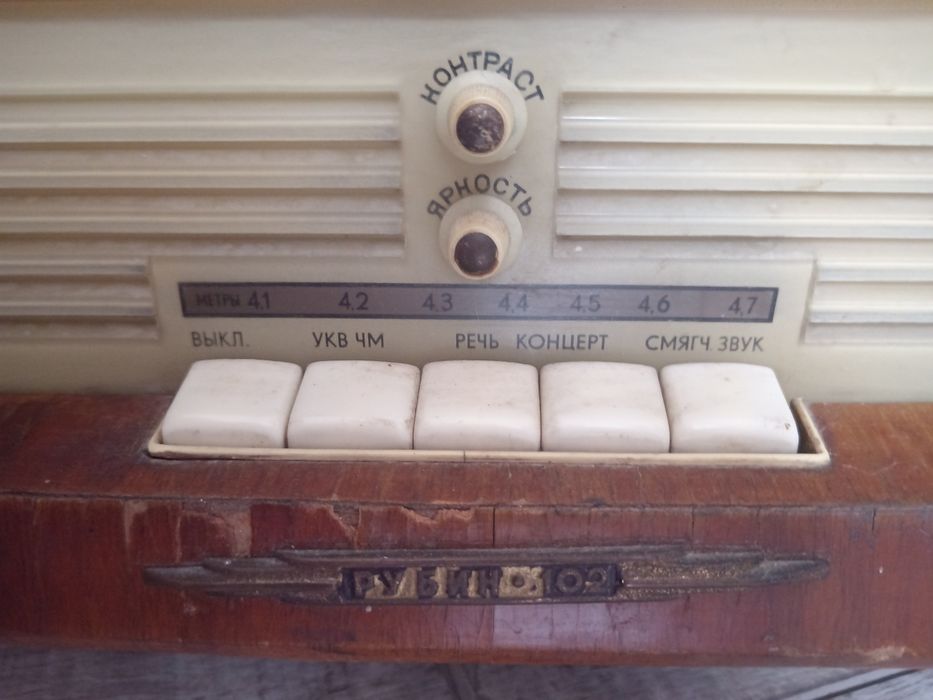 КОНТРАСТ
ЯРКОСТЬ
МЕТРЫ 4,1 4,2 4,3 4,4 4,5 4,6 4,7
ВЫКЛ. УКВ ЧМ РЕЧЬ КОНЦЕРТ СМЯГЧ. ЗВУК
РУБИН-102